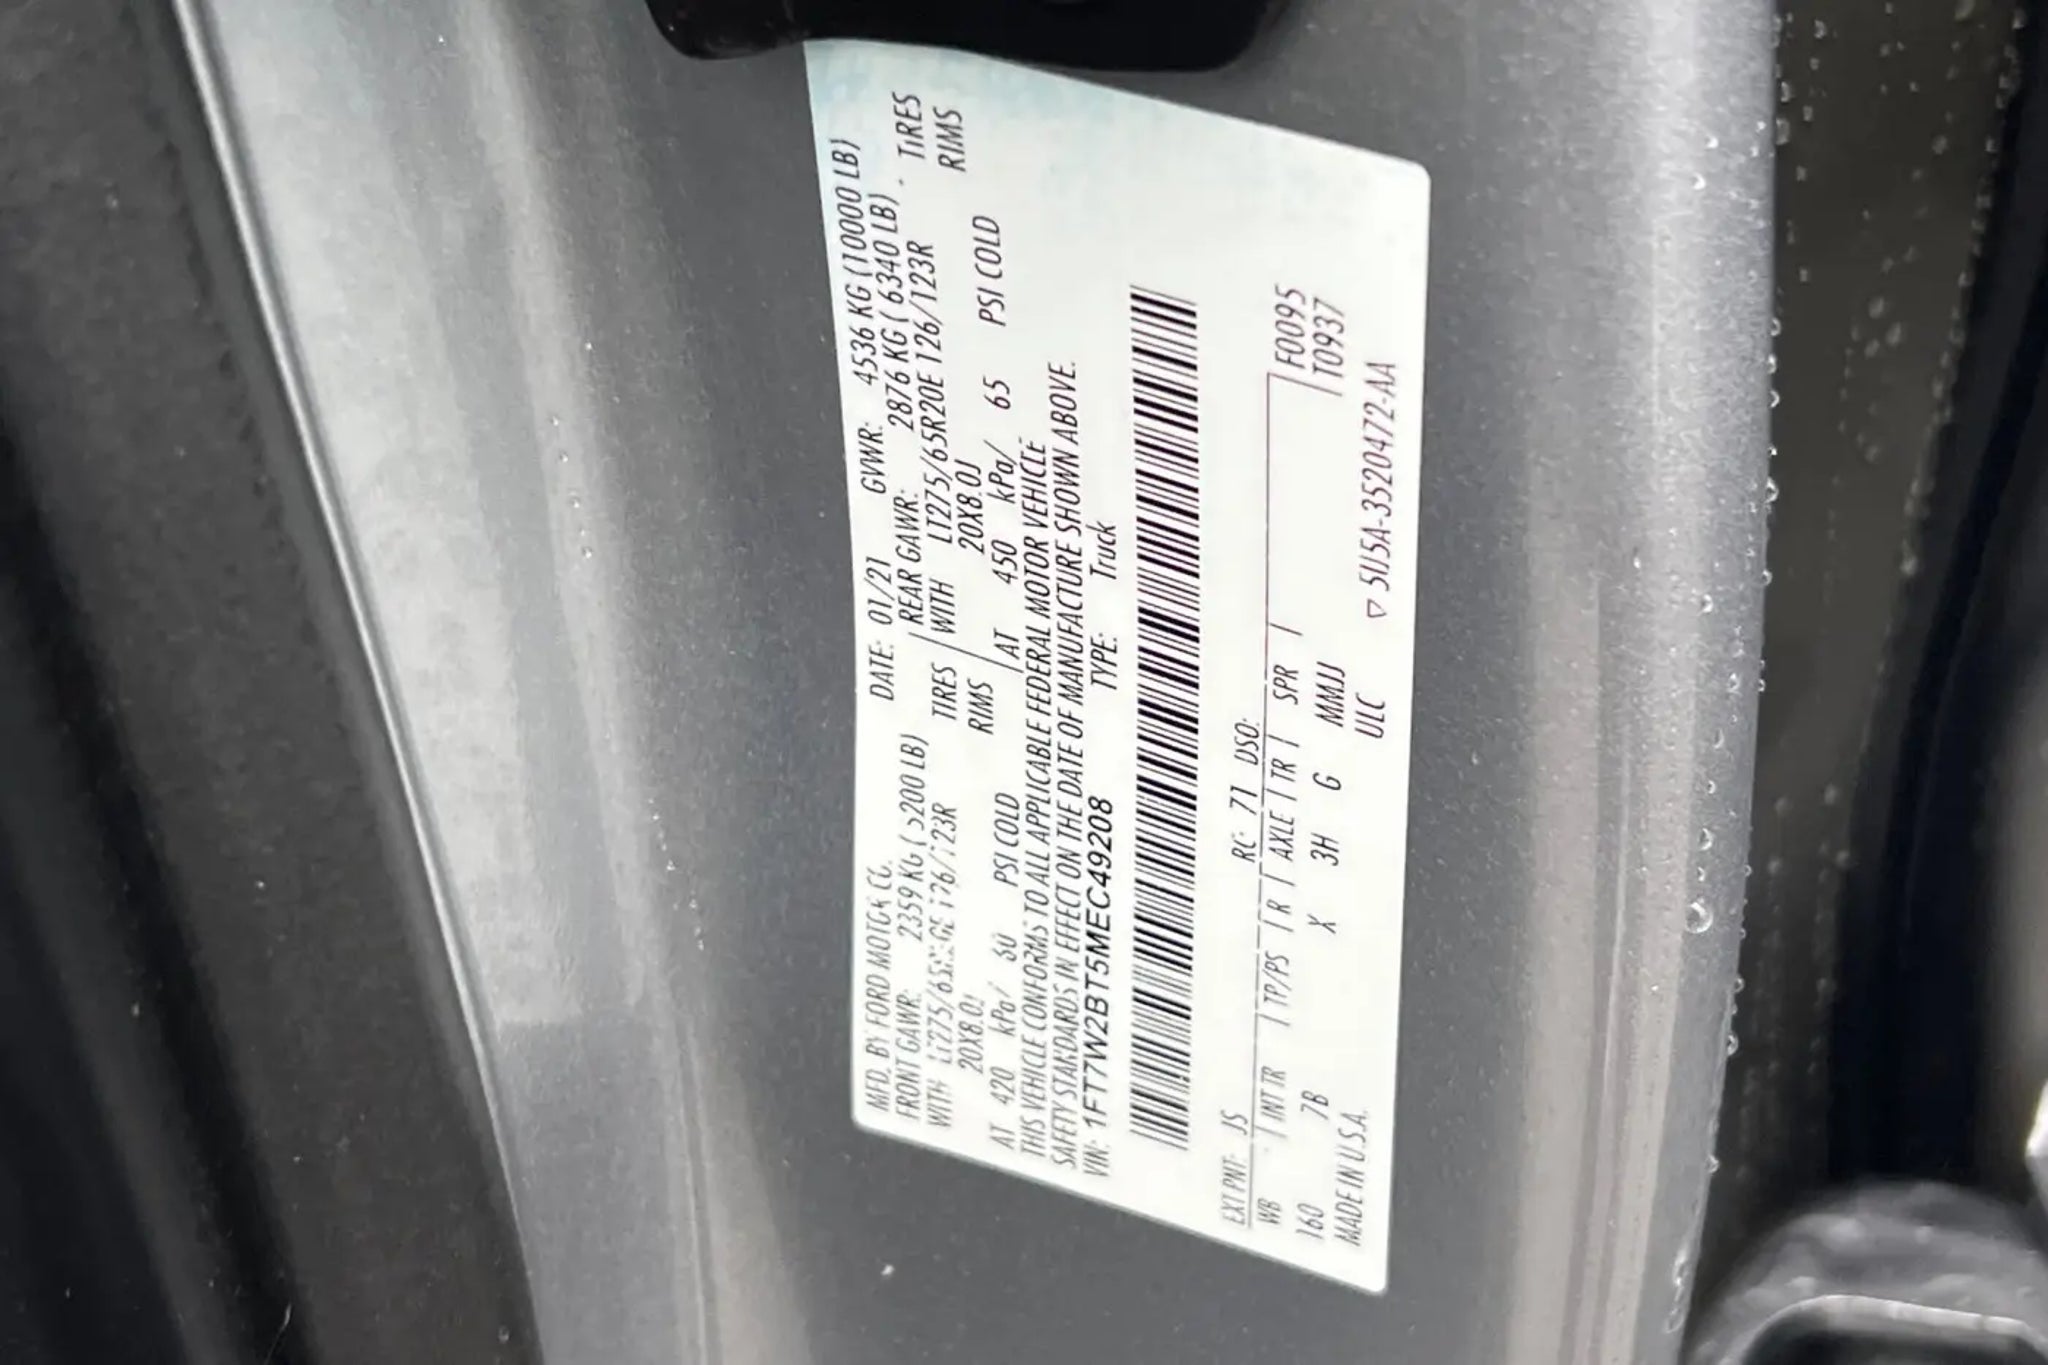 MFD. BY FORD MOTOR CO.
DATE: 01/21 GVWR: 4536 KG (10000 LB)
FRONT GAWR: 2359 KG ( 5200 LB) REAR GAWR: 2876 KG ( 6340 LB)
WITH TIRES WITH LT275/65R20E 126/123R TIRES
20X8.0J RIMS 20X8.0J RIMS
AT 420 kPa/ 60 PSI COLD AT 450 kPa/ 65 PSI COLD
THIS VEHICLE CONFORMS TO ALL APPLICABLE FEDERAL MOTOR VEHICLE
SAFETY STANDARDS IN EFFECT ON THE DATE OF MANUFACTURE SHOWN ABOVE.
VIN: 1FT7W2BT5MEC49208 TYPE: Truck
EXT PNT: JS RC: 71 DSO:
WB | INT TR | TP/PS | R | AXLE | TR | SPR | F0095
160 7B X 3H G MMJJ T0937
MADE IN U.S.A. ULC
▽ 5U5A-3520472-AA